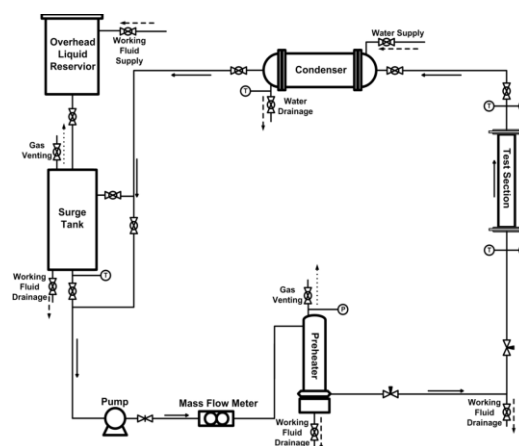 Overhead
Liquid
Reservior
Working
Fluid
Supply
Condenser
Water Supply
T
Water
Drainage
T
Gas
Venting
Test Section
Surge
Tank
T
T
Working
Fluid
Drainage
Gas
Venting
P
Preheater
Pump
Mass Flow Meter
Working
Fluid
Drainage
Working
Fluid
Drainage